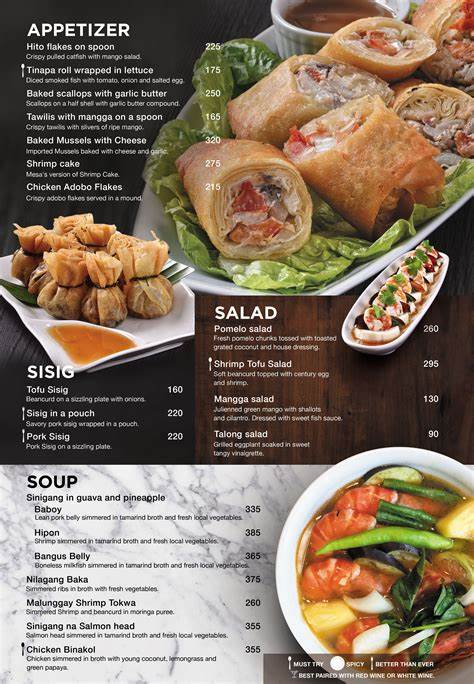 APPETIZER
Hito flakes on spoon 225
Crispy pulled catfish with mango salad.
Tinapa roll wrapped in lettuce 175
Diced smoked fish with tomato, onion and salted egg.
Baked scallops with garlic butter 250
Scallops on a half shell with garlic butter compound.
Tawilis with mangga on a spoon
Crispy tawilis with slivers of ripe mango.
Baked Mussels with Cheese 320
Imported Mussels baked with cheese and garlic.
Shrimp cake 275
Mesa's version of Shrimp Cake.
Chicken Adobo Flakes 215
Crispy adobo flakes served in a mound.
SISIG
Tofu Sisig 160
Beancurd on a sizzling plate with onions.
Sisig in a pouch 220
Savory pork sisig wrapped in a pouch.
Pork Sisig 220
Pork Sisig on a sizzling plate.
SALAD
Pomelo salad 260
Fresh pomelo chunks tossed with toasted
grated coconut and house dressing.
Shrimp Tofu Salad 295
Soft beancurd topped with century egg
and shrimp.
Mangga salad 130
Julienned green mango with shallots
and cilantro. Dressed with sweet fish sauce.
Talong salad 90
Grilled eggplant soaked in sweet
tangy vinaigrette.
SOUP
Sinigang in guava and pineapple
Baboy 335
Lean pork belly simmered in tamarind broth and fresh local vegetables.
Hipon 385
Shrimp simmered in tamarind broth and fresh local vegetables.
Bangus Belly 365
Boneless milkfish simmered in tamarind broth and fresh local vegetables.
Nilagang Baka 375
Simmered ribs in broth with fresh vegetables.
Malunggay Shrimp Tokwa 260
Simmered Shrimp and beancurd in moringa puree.
Sinigang na Salmon head 355
Salmon head simmered in tamarind broth and fresh local vegetables.
Chicken Binakol 355
Chicken simmered in broth with young coconut, lemongrass and
green papaya.
MUST TRY SPICY BETTER THAN EVER
BEST PAIRED WITH RED WINE OR WHITE WINE.